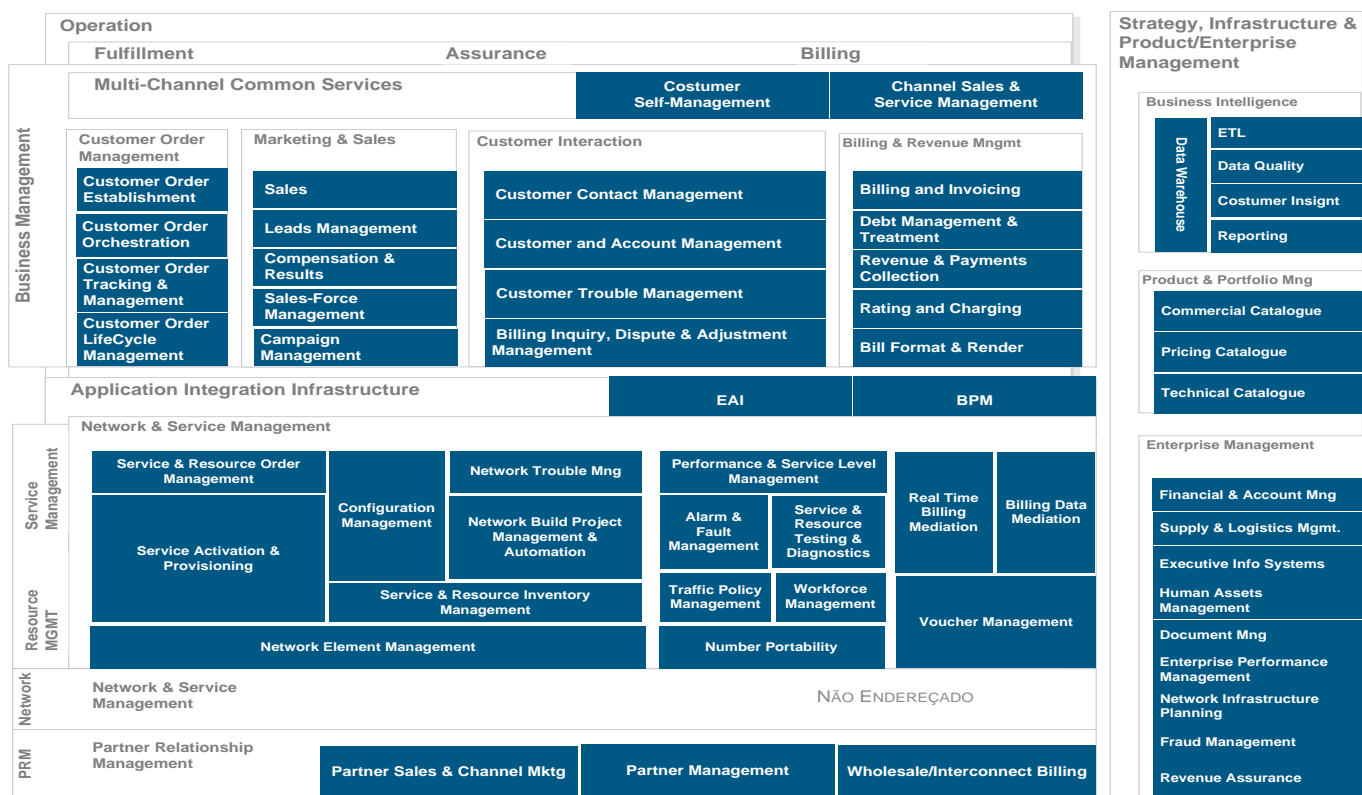 Operation
Fulfillment
Assurance
Billing
Multi-Channel Common Services
Costumer
Self-Management
Channel Sales &
Service Management
Business Management
Customer Order
Management
Customer Order
Establishment
Customer Order
Orchestration
Customer Order
Tracking &
Management
Customer Order
LifeCycle
Management
Marketing & Sales
Sales
Leads Management
Compensation &
Results
Sales-Force
Management
Campaign
Management
Customer Interaction
Customer Contact Management
Customer and Account Management
Customer Trouble Management
Billing Inquiry, Dispute & Adjustment
Management
Billing & Revenue Mngmt
Billing and Invoicing
Debt Management &
Treatment
Revenue & Payments
Collection
Rating and Charging
Bill Format & Render
Application Integration Infrastructure
EAI
BPM
Network & Service Management
Service
Management
Resource
MGMT
Service & Resource Order
Management
Service Activation &
Provisioning
Configuration
Management
Network Trouble Mng
Network Build Project
Management &
Automation
Service & Resource Inventory
Management
Network Element Management
Performance & Service Level
Management
Alarm &
Fault
Management
Service &
Resource
Testing &
Diagnostics
Traffic Policy
Management
Workforce
Management
Number Portability
Real Time
Billing
Mediation
Billing Data
Mediation
Voucher Management
Network
Network & Service
Management
NÃO ENDEREÇADO
PRM
Partner Relationship
Management
Partner Sales & Channel Mktg
Partner Management
Wholesale/Interconnect Billing
Strategy, Infrastructure &
Product/Enterprise
Management
Business Intelligence
Data Warehouse
ETL
Data Quality
Costumer Insignt
Reporting
Product & Portfolio Mng
Commercial Catalogue
Pricing Catalogue
Technical Catalogue
Enterprise Management
Financial & Account Mng
Supply & Logistics Mgmt.
Executive Info Systems
Human Assets
Management
Document Mng
Enterprise Performance
Management
Network Infrastructure
Planning
Fraud Management
Revenue Assurance